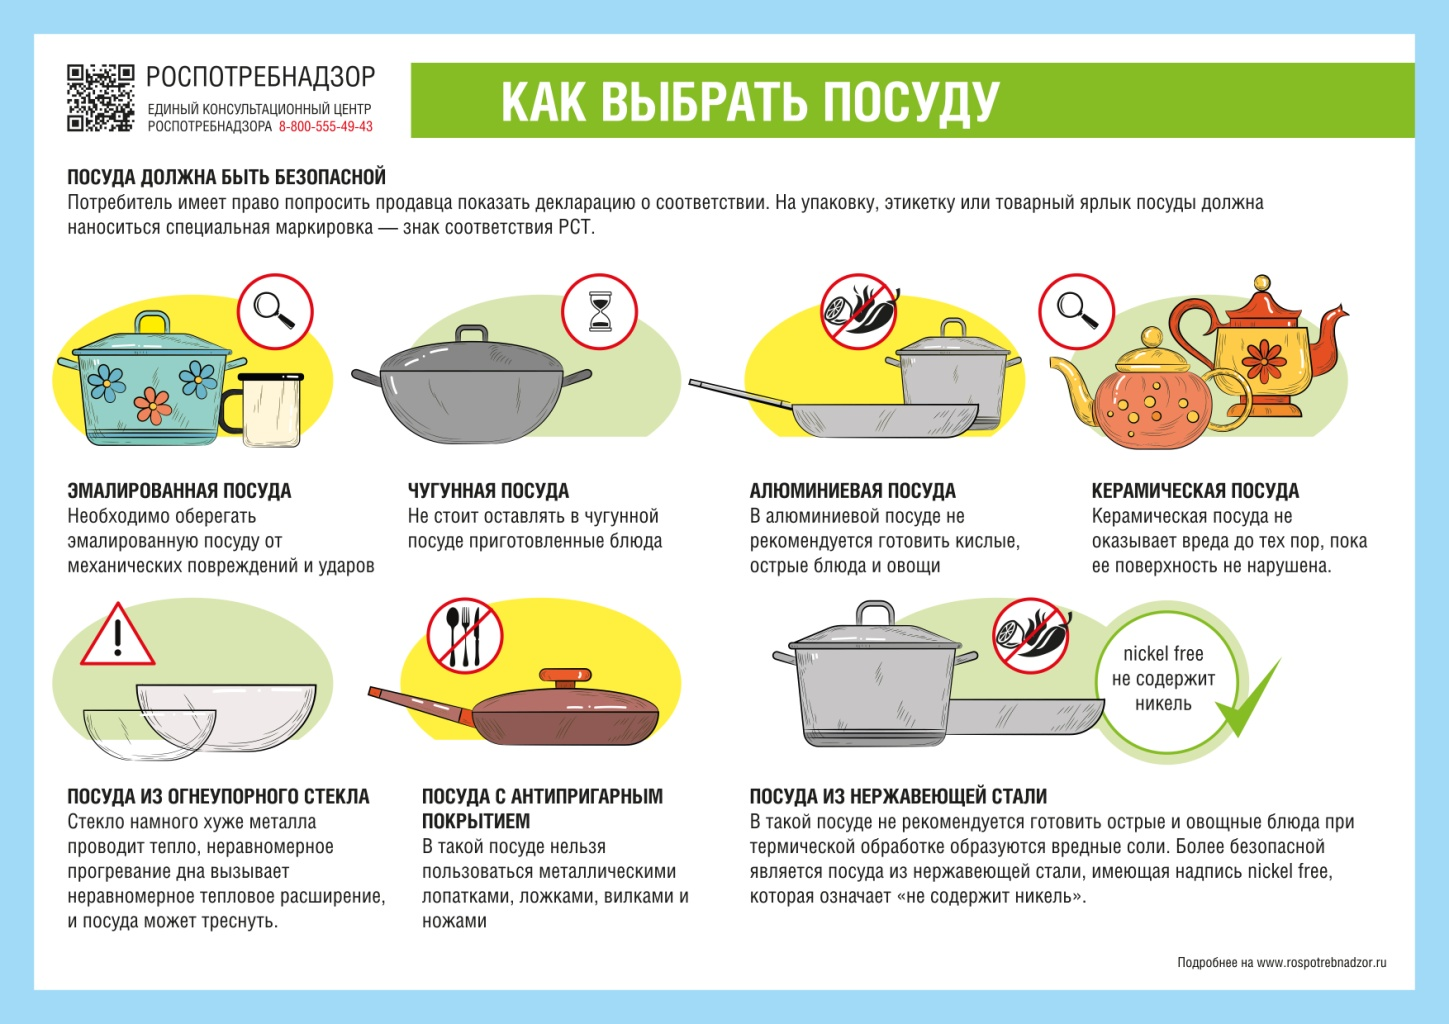 РОСПОТРЕБНАДЗОР
ЕДИНЫЙ КОНСУЛЬТАЦИОННЫЙ ЦЕНТР
РОСПОТРЕБНАДЗОРА 8-800-555-49-43
КАК ВЫБРАТЬ ПОСУДУ
ПОСУДА ДОЛЖНА БЫТЬ БЕЗОПАСНОЙ
Потребитель имеет право попросить продавца показать декларацию о соответствии. На упаковку, этикетку или товарный ярлык посуды должна
наноситься специальная маркировка — знак соответствия РСТ.
ЭМАЛИРОВАННАЯ ПОСУДА
Необходимо оберегать
эмалированную посуду от
механических повреждений и ударов
ЧУГУННАЯ ПОСУДА
Не стоит оставлять в чугунной
посуде приготовленные блюда
АЛЮМИНИЕВАЯ ПОСУДА
В алюминиевой посуде не
рекомендуется готовить кислые,
острые блюда и овощи
КЕРАМИЧЕСКАЯ ПОСУДА
Керамическая посуда не
оказывает вреда до тех пор, пока
ее поверхность не нарушена.
ПОСУДА ИЗ ОГНЕУПОРНОГО СТЕКЛА
Стекло намного хуже металла
проводит тепло, неравномерное
прогревание дна вызывает
неравномерное тепловое расширение,
и посуда может треснуть.
ПОСУДА С АНТИПРИГАРНЫМ
ПОКРЫТИЕМ
В такой посуде нельзя
пользоваться металлическими
лопатками, ложками, вилками и
ножами
nickel free
не содержит
никель
ПОСУДА ИЗ НЕРЖАВЕЮЩЕЙ СТАЛИ
В такой посуде не рекомендуется готовить острые и овощные блюда при
термической обработке образуются вредные соли. Более безопасной
является посуда из нержавеющей стали, имеющая надпись nickel free,
которая означает «не содержит никель».
Подробнее на www.rospotrebnadzor.ru